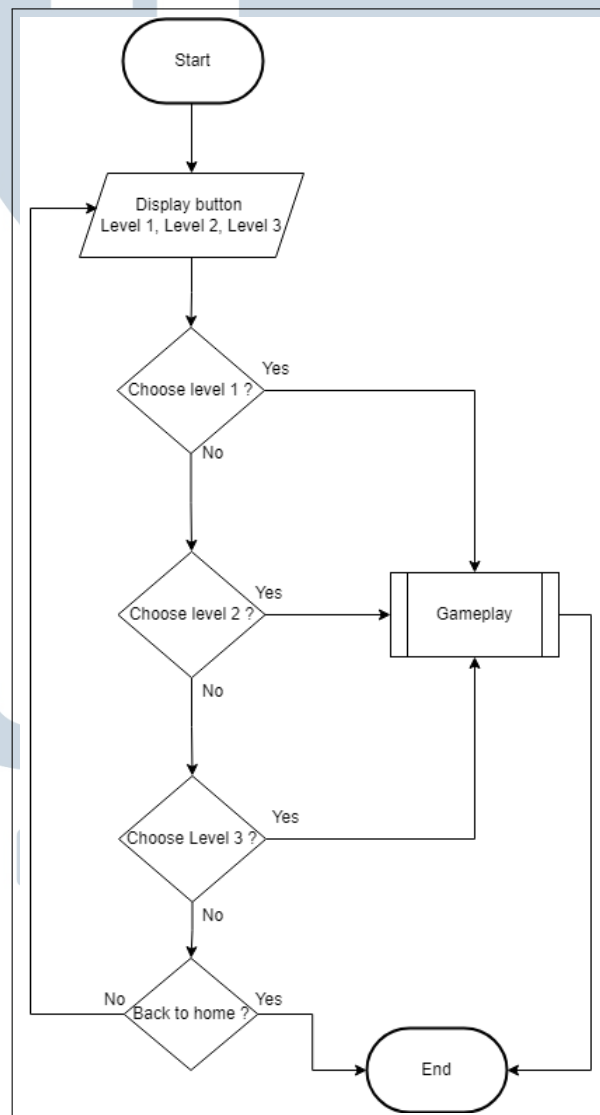 Start
Display button
Level 1, Level 2, Level 3
Choose level 1 ?
Yes
No
Choose level 2 ?
Yes
Gameplay
No
Choose Level 3 ?
Yes
No
Back to home ?
No
Yes
End